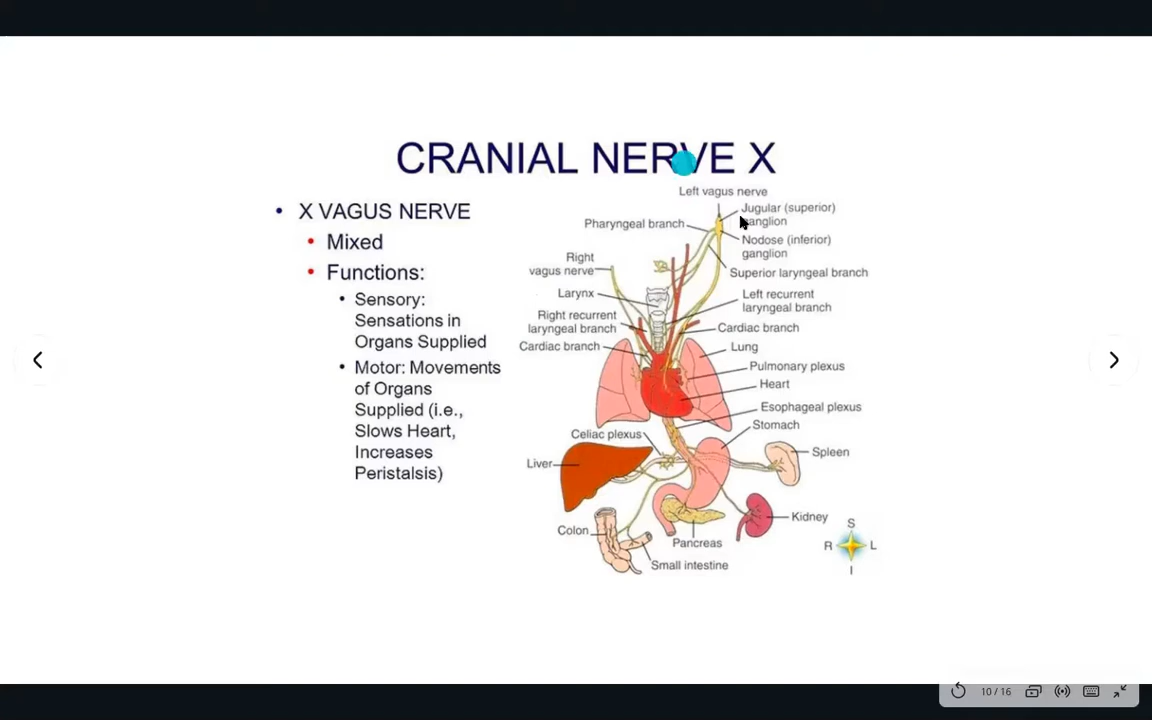 CRANIAL NERVE X
• X VAGUS NERVE
• Mixed
• Functions:
• Sensory:
Sensations in
Organs Supplied
• Motor: Movements
of Organs
Supplied (i.e.,
Slows Heart,
Increases
Peristalsis)
Left vagus nerve
Jugular (superior)
ganglion
Pharyngeal branch
Nodose (inferior)
ganglion
Right
vagus nerve
Superior laryngeal branch
Larynx
Left recurrent
laryngeal branch
Right recurrent
laryngeal branch
Cardiac branch
Cardiac branch
Lung
Pulmonary plexus
Heart
Esophageal plexus
Stomach
Celiac plexus
Spleen
Liver
Kidney
Colon
Pancreas
Small intestine
S
R L
I
10 / 16